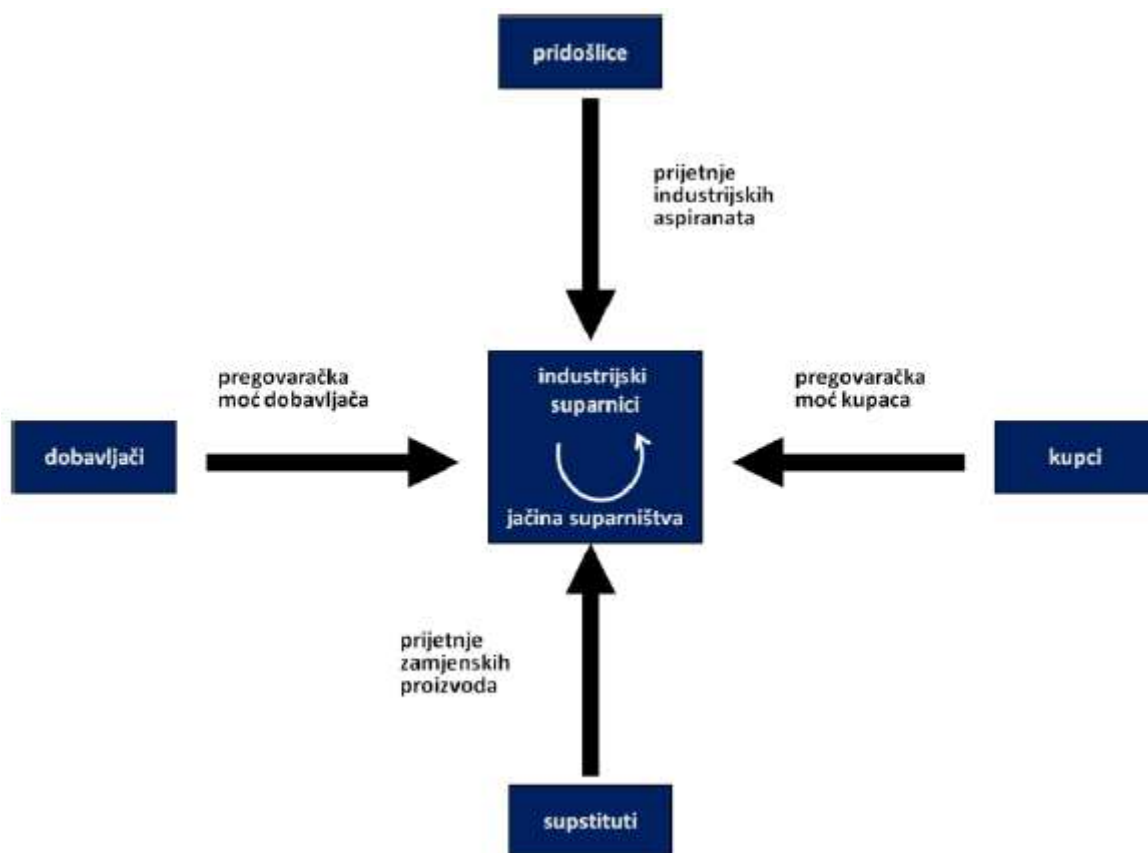 pridošlice
prijetnje
industrijskih
aspiranata
pregovaračka
moć dobavljača
industrijski
suparnici
pregovaračka
moć kupaca
dobavljači
kupci
jačina suparništva
prijetnje
zamjenskih
proizvoda
supstituti